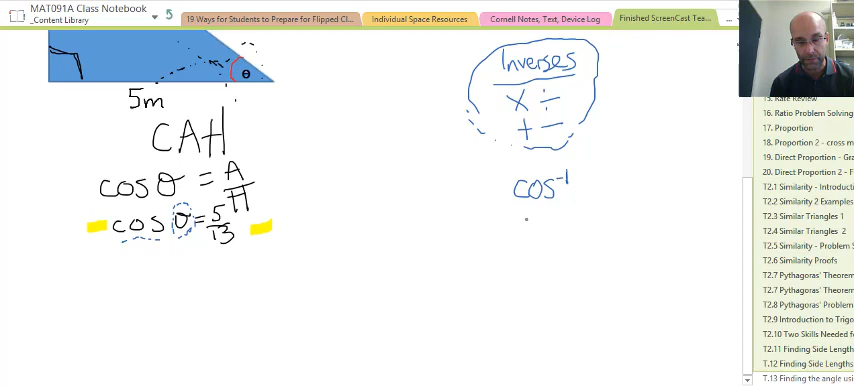 MAT091A Class Notebook
_Content Library
19 Ways for Students to Prepare for Flipped Cl...
Individual Space Resources
Cornell Notes, Text, Device Log
Finished ScreenCast Tea...
...
θ
5m
CAH
cos θ = A/H
cos θ = 5/13
Inverses
× ÷
+ −
cos⁻¹
15. Rate Review
16. Ratio Problem Solving
17. Proportion
18. Proportion 2 - cross m
19. Direct Proportion - Gra
20. Direct Proportion 2 - F
T2.1 Similarity - Introducti
T2.2 Similarity 2 Examples
T2.3 Similar Triangles 1
T2.4 Similar Triangles 2
T2.5 Similarity - Problem S
T2.6 Similarity Proofs
T2.7 Pythagoras' Theorem
T2.7 Pythagoras' Theorem
T2.8 Pythagoras' Problem
T2.9 Introduction to Trigo
T2.10 Two Skills Needed fo
T2.11 Finding Side Lengths
T.12 Finding Side Lengths
T.13 Finding the angle usi